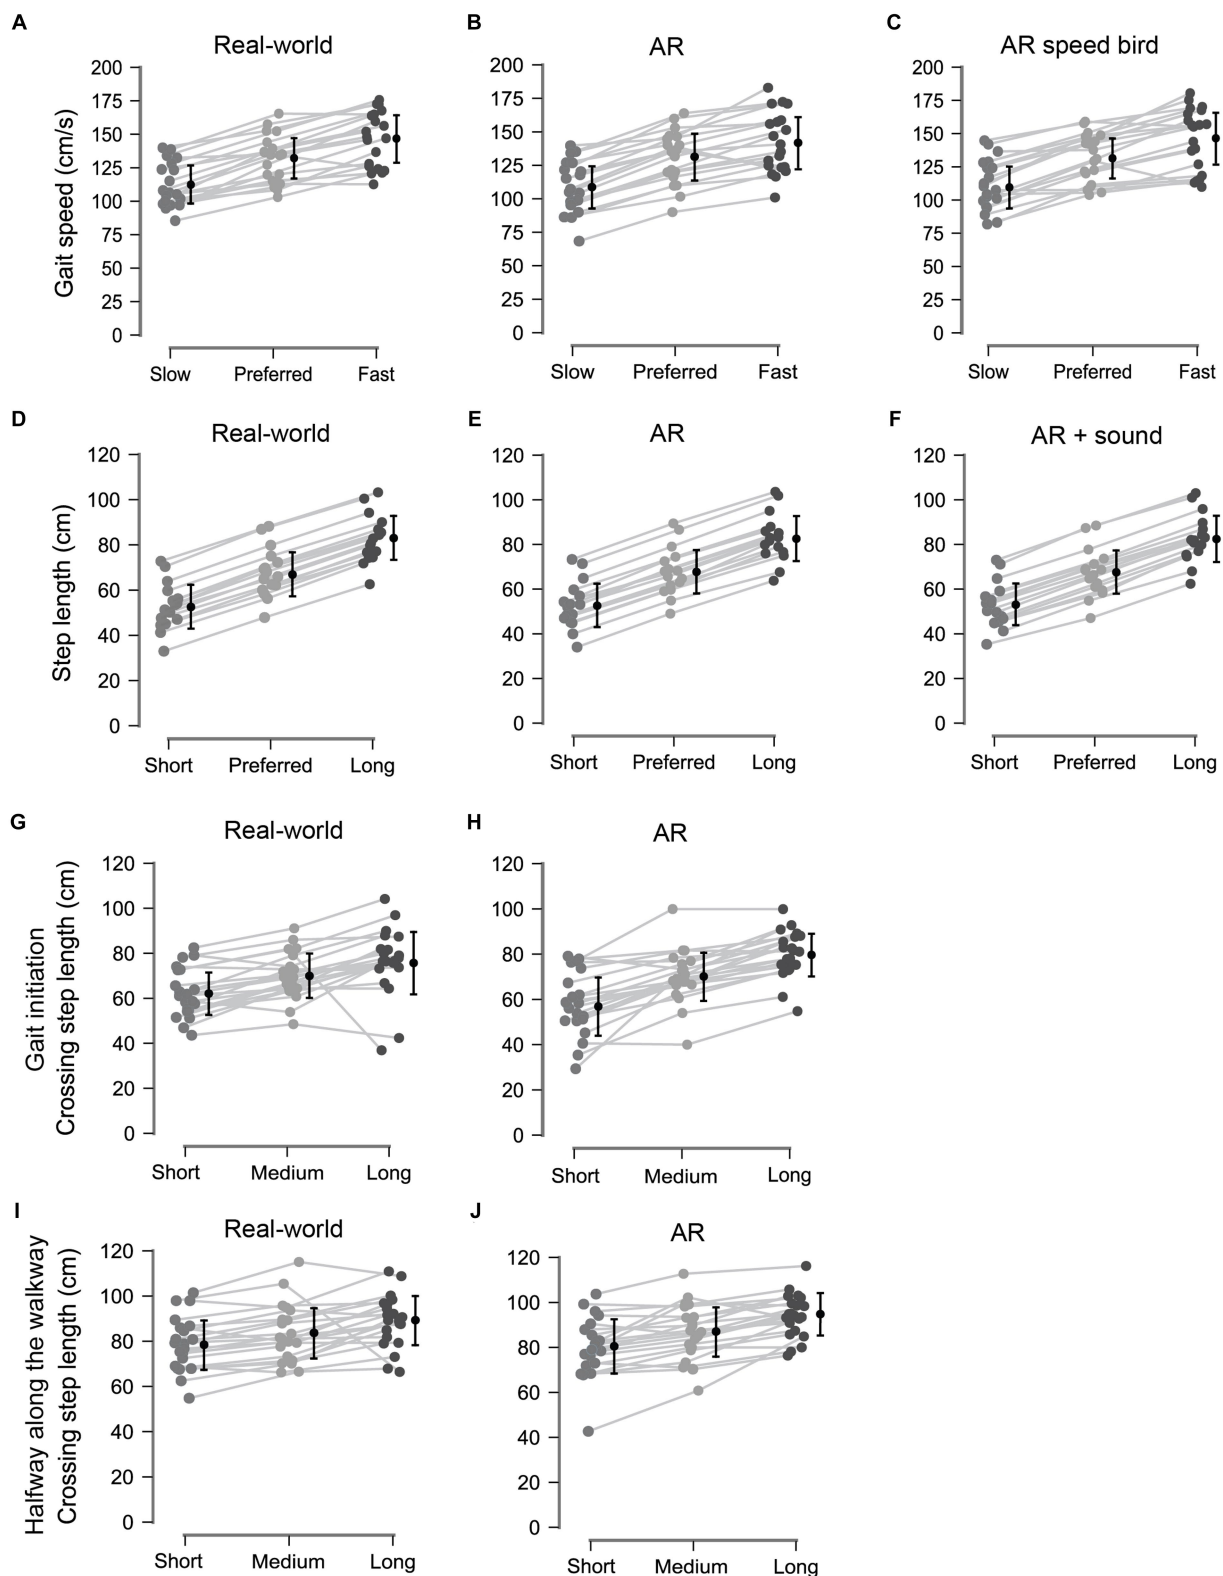 A
Real-world
Gait speed (cm/s)
200
175
150
125
100
75
50
25
0
Slow Preferred Fast
B
AR
200
175
150
125
100
75
50
25
0
Slow Preferred Fast
C
AR speed bird
200
175
150
125
100
75
50
25
0
Slow Preferred Fast
D
Real-world
Step length (cm)
120
100
80
60
40
20
0
Short Preferred Long
E
AR
120
100
80
60
40
20
0
Short Preferred Long
F
AR + sound
120
100
80
60
40
20
0
Short Preferred Long
G
Real-world
Gait initiation
Crossing step length (cm)
120
100
80
60
40
20
0
Short Medium Long
H
AR
120
100
80
60
40
20
0
Short Medium Long
I
Real-world
Halfway along the walkway
Crossing step length (cm)
120
100
80
60
40
20
0
Short Medium Long
J
AR
120
100
80
60
40
20
0
Short Medium Long